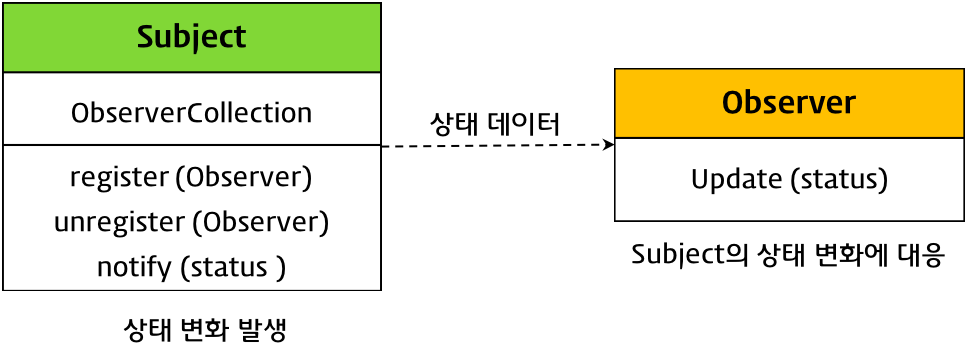 Subject
ObserverCollection
register (Observer)
unregister (Observer)
notify (status )
상태 변화 발생
상태 데이터
Observer
Update (status)
Subject의 상태 변화에 대응